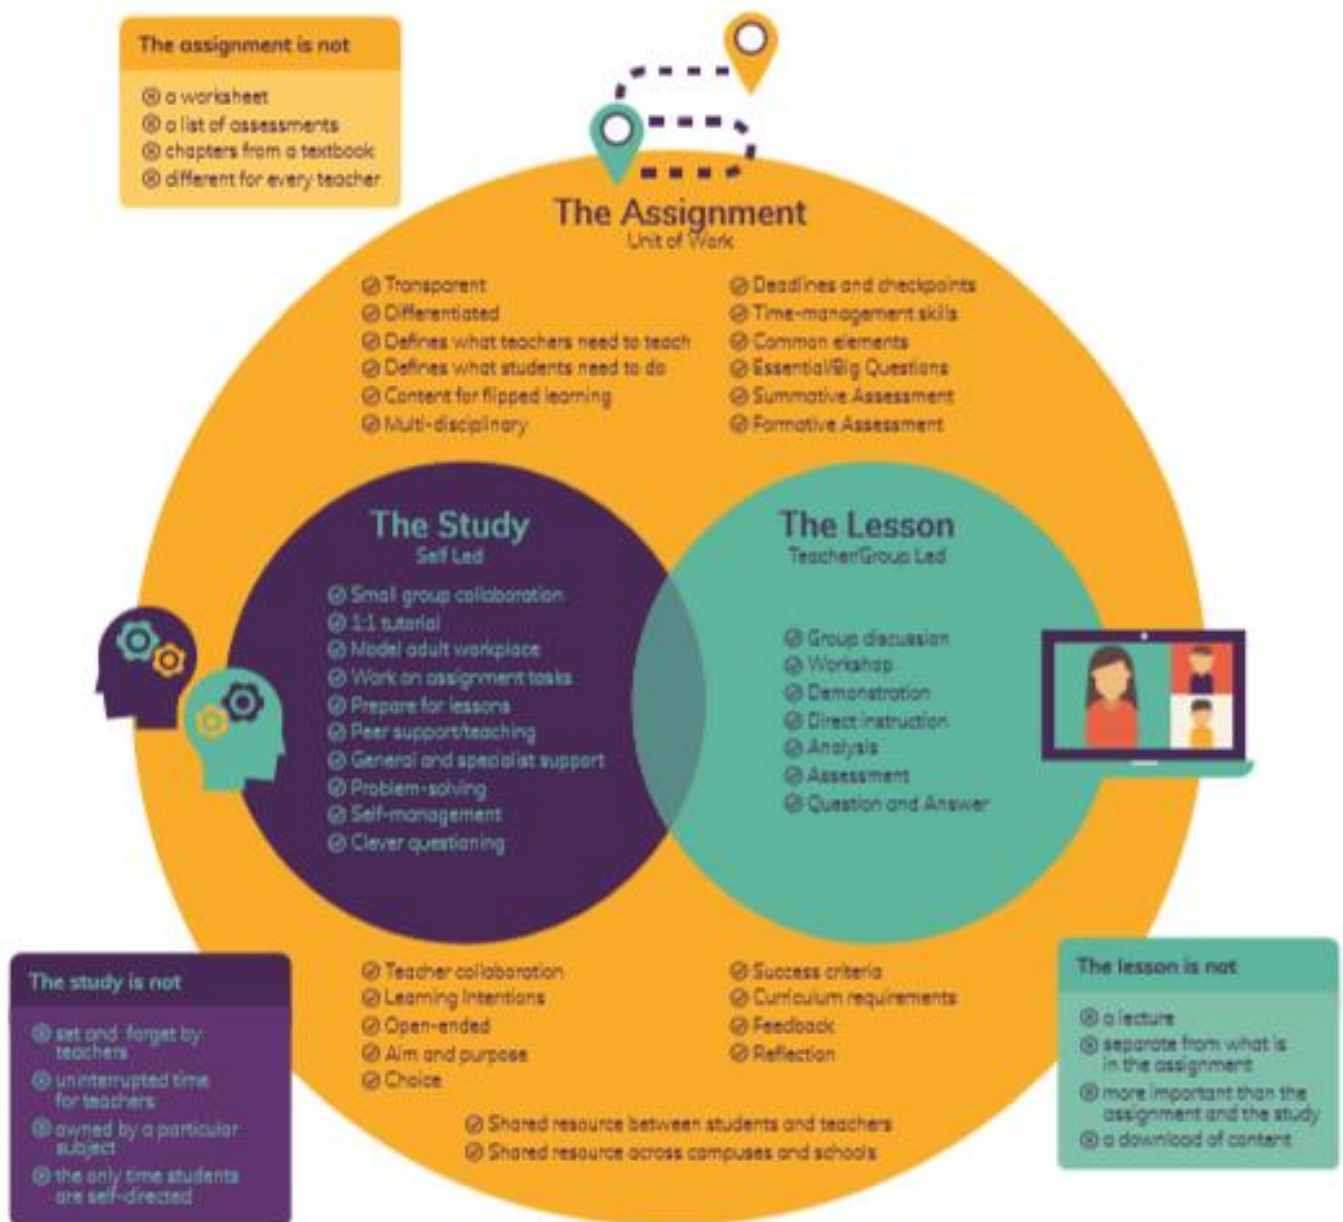 The assignment is not
a worksheet
a list of assessments
chapters from a textbook
different for every teacher
The Assignment
Unit of Work
Transparent
Differentiated
Defines what teachers need to teach
Defines what students need to do
Content for flipped learning
Multi-disciplinary
Deadlines and checkpoints
Time-management skills
Common elements
Essential/Big Questions
Summative Assessment
Formative Assessment
The Study
Self Led
Small group collaboration
1:1 tutorial
Model adult workplace
Work on assignment tasks
Prepare for lessons
Peer support/teaching
General and specialist support
Problem-solving
Self-management
Clever questioning
The Lesson
Teacher/Group Led
Group discussion
Workshop
Demonstration
Direct instruction
Analysis
Assessment
Question and Answer
The study is not
set and forget by
teachers
uninterrupted time
for teachers
owned by a particular
subject
the only time students
are self-directed
Teacher collaboration
Learning Intentions
Open-ended
Aim and purpose
Choice
Success criteria
Curriculum requirements
Feedback
Reflection
Shared resource between students and teachers
Shared resource across campuses and schools
The lesson is not
a lecture
separate from what is
in the assignment
more important than the
assignment and the study
a download of content